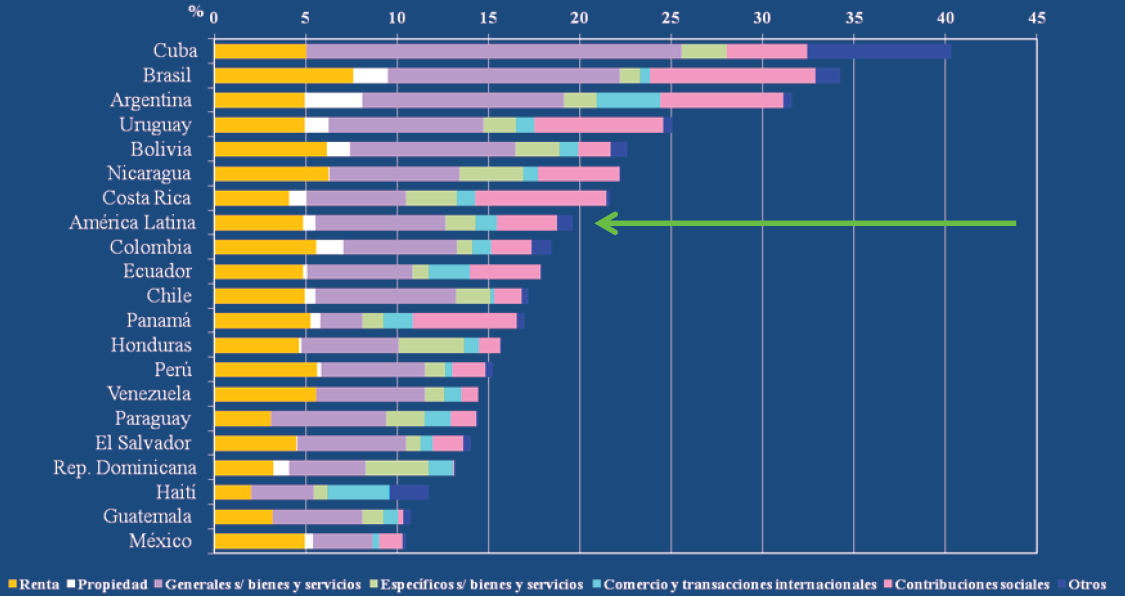 % 0 5 10 15 20 25 30 35 40 45
Cuba
Brasil
Argentina
Uruguay
Bolivia
Nicaragua
Costa Rica
América Latina
Colombia
Ecuador
Chile
Panamá
Honduras
Perú
Venezuela
Paraguay
El Salvador
Rep. Dominicana
Haití
Guatemala
México
Renta Propiedad Generales s/ bienes y servicios Específicos s/ bienes y servicios Comercio y transacciones internacionales Contribuciones sociales Otros